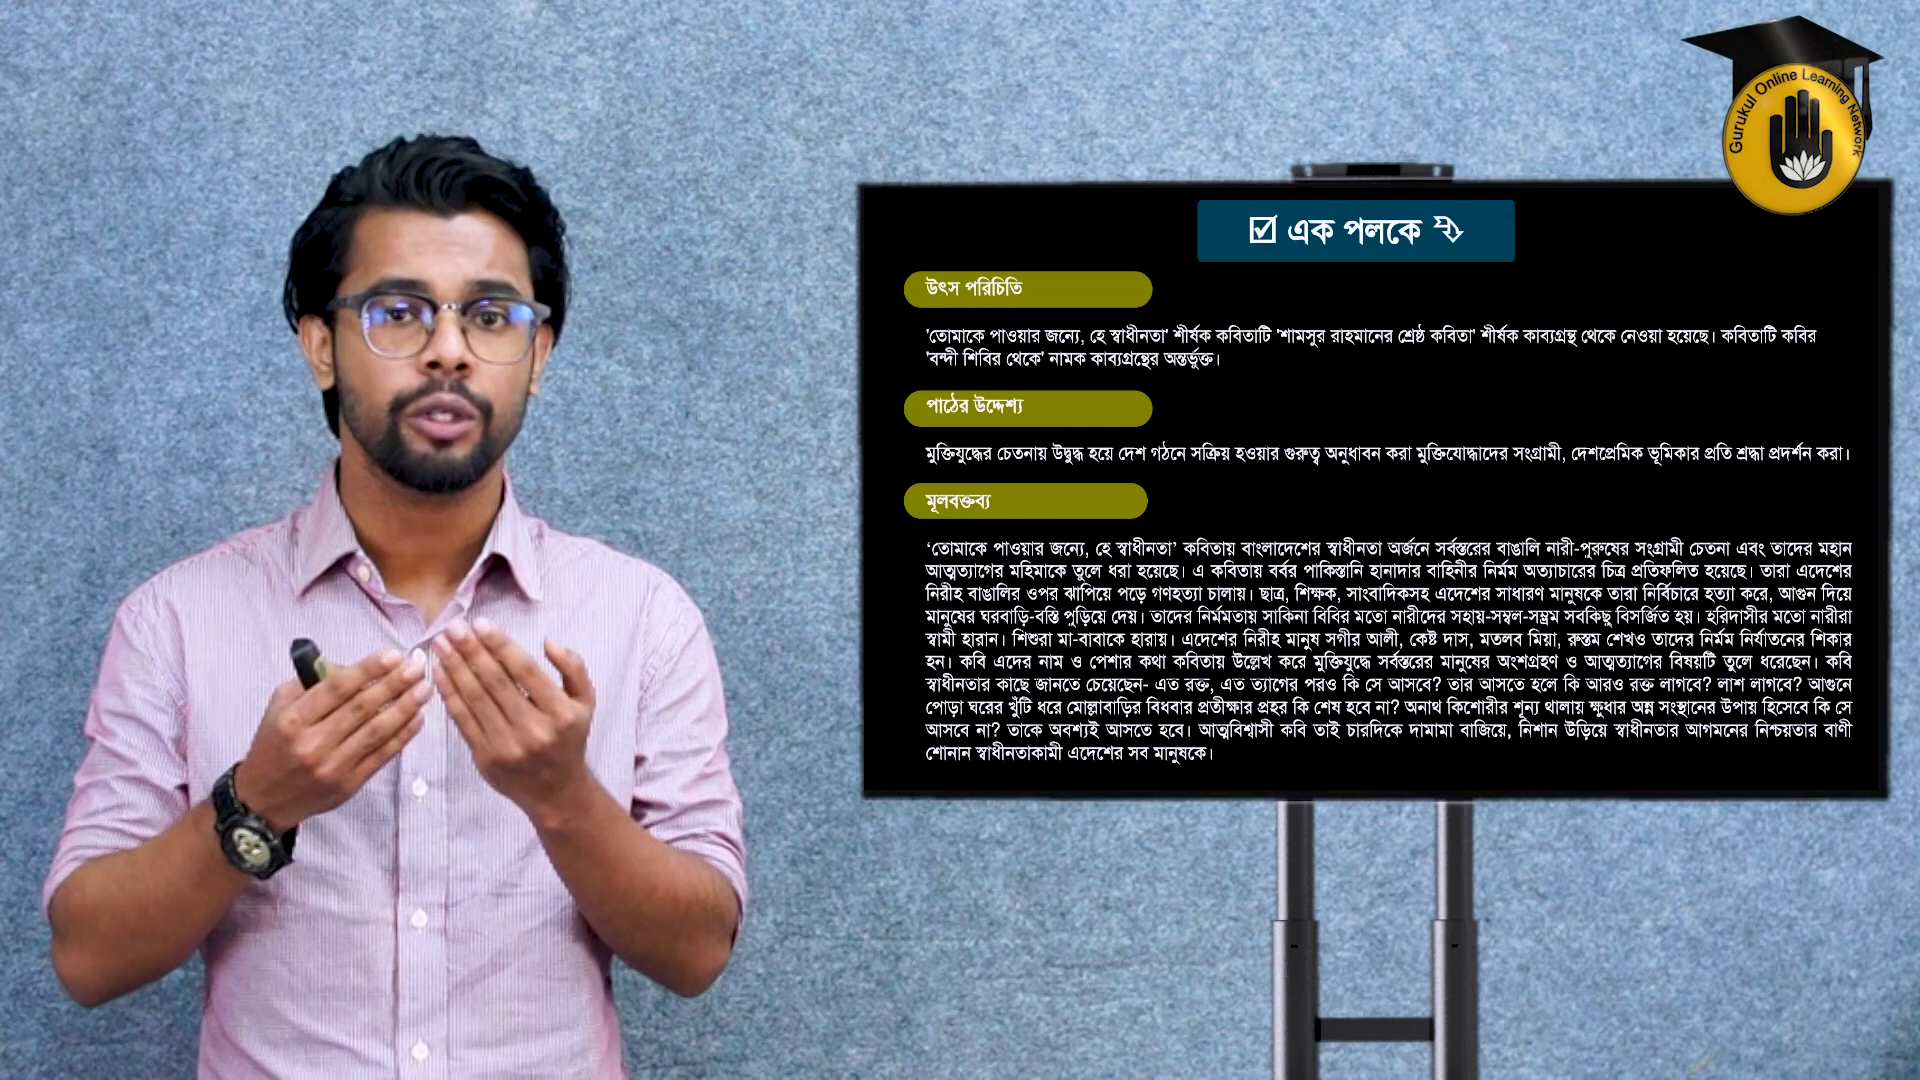 Gurukul Online Learning Network
এক পলকে
উৎস পরিচিতি
'তোমাকে পাওয়ার জন্যে, হে স্বাধীনতা' শীর্ষক কবিতাটি 'শামসুর রাহমানের শ্রেষ্ঠ কবিতা' শীর্ষক কাব্যগ্রন্থ থেকে নেওয়া হয়েছে। কবিতাটি কবির
'বন্দী শিবির থেকে' নামক কাব্যগ্রন্থের অন্তর্ভুক্ত।
পাঠের উদ্দেশ্য
মুক্তিযুদ্ধের চেতনায় উদ্বুদ্ধ হয়ে দেশ গঠনে সক্রিয় হওয়ার গুরুত্ব অনুধাবন করা মুক্তিযোদ্ধাদের সংগ্রামী, দেশপ্রেমিক ভূমিকার প্রতি শ্রদ্ধা প্রদর্শন করা।
মূলবক্তব্য
‘তোমাকে পাওয়ার জন্যে, হে স্বাধীনতা’ কবিতায় বাংলাদেশের স্বাধীনতা অর্জনে সর্বস্তরের বাঙালি নারী-পুরুষের সংগ্রামী চেতনা এবং তাদের মহান
আত্মত্যাগের মহিমাকে তুলে ধরা হয়েছে। এ কবিতায় বর্বর পাকিস্তানি হানাদার বাহিনীর নির্মম অত্যাচারের চিত্র প্রতিফলিত হয়েছে। তারা এদেশের
নিরীহ বাঙালির ওপর ঝাপিয়ে পড়ে গণহত্যা চালায়। ছাত্র, শিক্ষক, সাংবাদিকসহ এদেশের সাধারণ মানুষকে তারা নির্বিচারে হত্যা করে, আগুন দিয়ে
মানুষের ঘরবাড়ি-বস্তি পুড়িয়ে দেয়। তাদের নির্মমতায় সাকিনা বিবির মতো নারীদের সহায়-সম্বল-সম্ভ্রম সবকিছু বিসর্জিত হয়। হরিদাসীর মতো নারীরা
স্বামী হারান। শিশুরা মা-বাবাকে হারায়। এদেশের নিরীহ মানুষ সগীর আলী, কেষ্ট দাস, মতলব মিয়া, রুস্তম শেখও তাদের নির্মম নির্যাতনের শিকার
হন। কবি এদের নাম ও পেশার কথা কবিতায় উল্লেখ করে মুক্তিযুদ্ধে সর্বস্তরের মানুষের অংশগ্রহণ ও আত্মত্যাগের বিষয়টি তুলে ধরেছেন। কবি
স্বাধীনতার কাছে জানতে চেয়েছেন- এত রক্ত, এত ত্যাগের পরও কি সে আসবে? তার আসতে হলে কি আরও রক্ত লাগবে? লাশ লাগবে? আগুনে
পোড়া ঘরের খুঁটি ধরে মোল্লাবাড়ির বিধবার প্রতীক্ষার প্রহর কি শেষ হবে না? অনাথ কিশোরীর শূন্য থালায় ক্ষুধার অন্ন সংস্থানের উপায় হিসেবে কি সে
আসবে না? তাকে অবশ্যই আসতে হবে। আত্মবিশ্বাসী কবি তাই চারদিকে দামামা বাজিয়ে, নিশান উড়িয়ে স্বাধীনতার আগমনের নিশ্চয়তার বাণী
শোনান স্বাধীনতাকামী এদেশের সব মানুষকে।